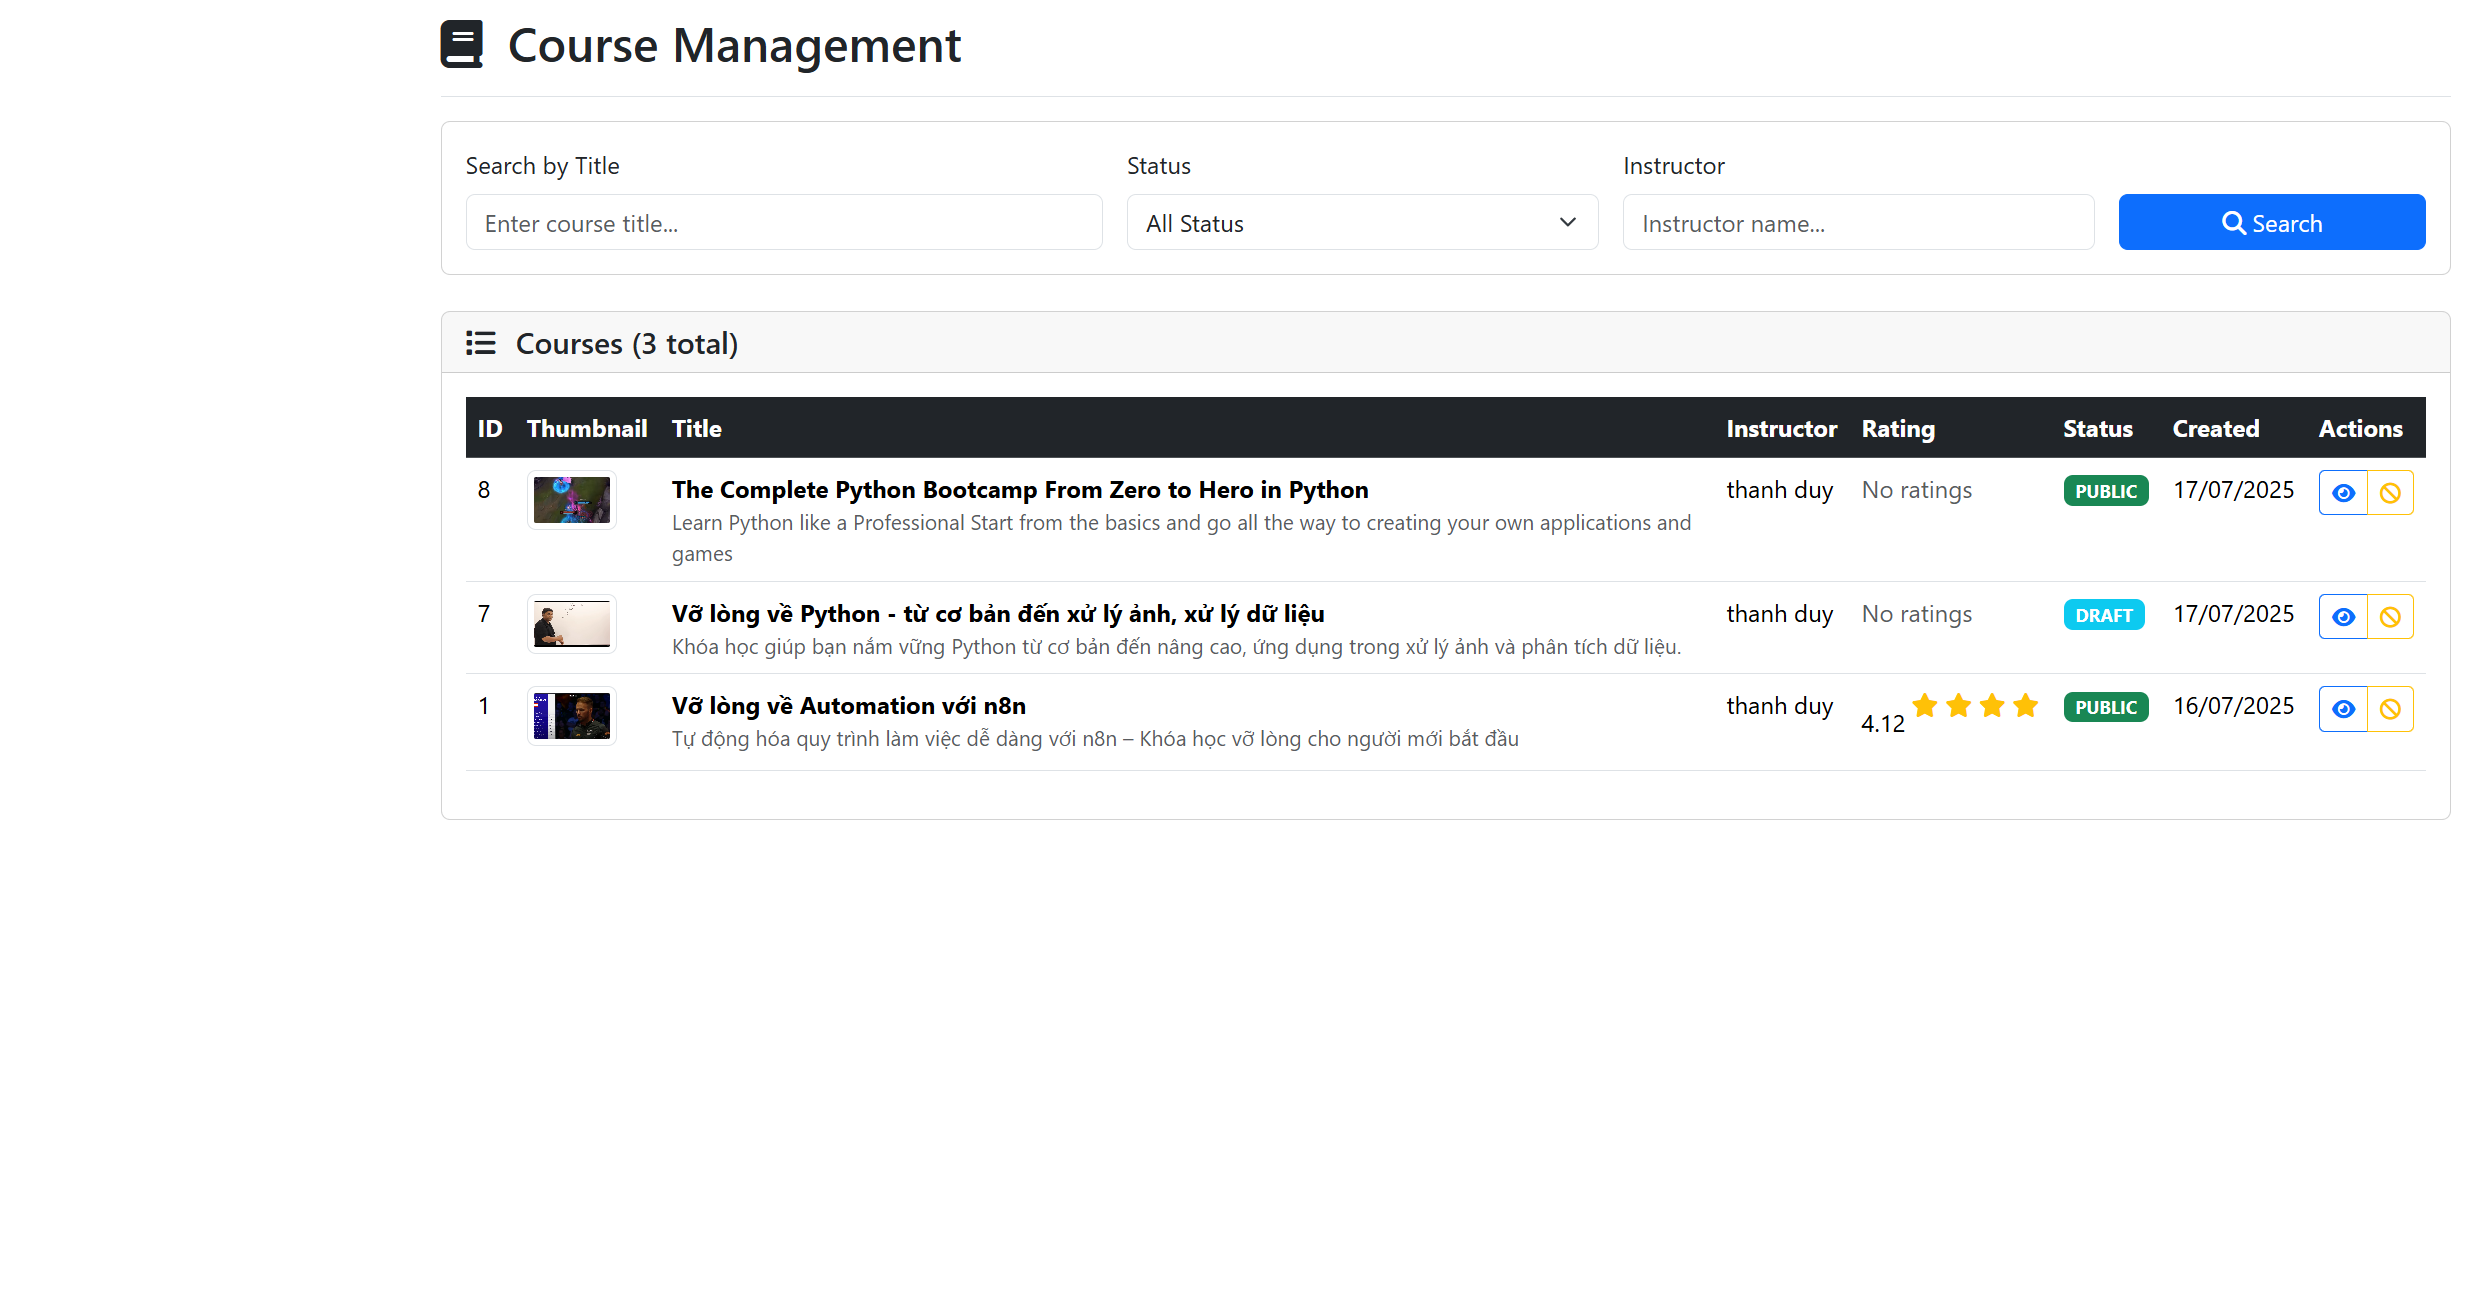 Course Management
Search by Title
Status
Instructor
Enter course title...
All Status
Instructor name...
Search
Courses (3 total)
ID Thumbnail Title Instructor Rating Status Created Actions
8 The Complete Python Bootcamp From Zero to Hero in Python thanh duy No ratings PUBLIC 17/07/2025
Learn Python like a Professional Start from the basics and go all the way to creating your own applications and
games
7 Vỡ lòng về Python - từ cơ bản đến xử lý ảnh, xử lý dữ liệu thanh duy No ratings DRAFT 17/07/2025
Khóa học giúp bạn nắm vững Python từ cơ bản đến nâng cao, ứng dụng trong xử lý ảnh và phân tích dữ liệu.
1 Vỡ lòng về Automation với n8n thanh duy 4.12 PUBLIC 16/07/2025
Tự động hóa quy trình làm việc dễ dàng với n8n – Khóa học vỡ lòng cho người mới bắt đầu